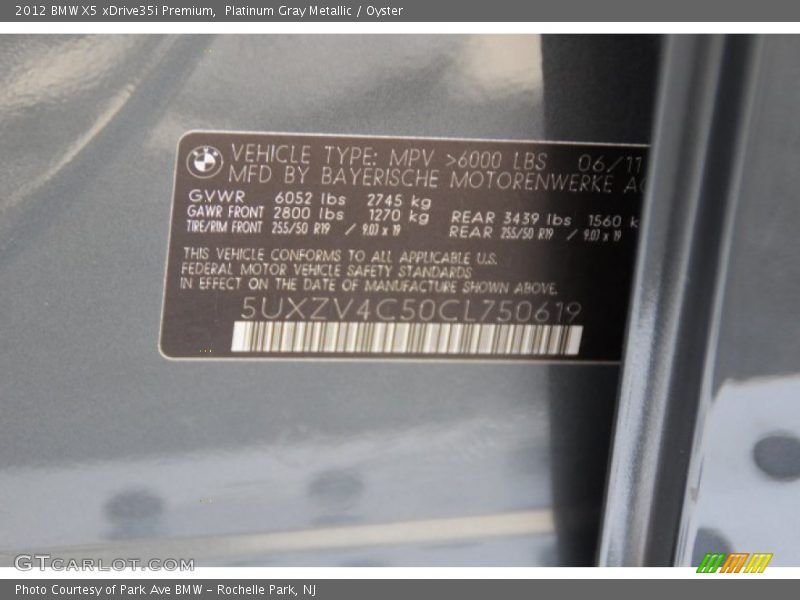 2012 BMW X5 xDrive35i Premium,  Platinum Gray Metallic / Oyster
VEHICLE TYPE: MPV >6000 LBS 06/11
MFD BY BAYERISCHE MOTORENWERKE AG
GVWR 6052 lbs 2745 kg
GAWR FRONT 2800 lbs 1270 kg REAR 3439 lbs 1560 k
TIRE/RIM FRONT 255/50 R19 / 9.0J x 19 REAR 255/50 R19 / 9.0J x 19
THIS VEHICLE CONFORMS TO ALL APPLICABLE U.S.
FEDERAL MOTOR VEHICLE SAFETY STANDARDS
IN EFFECT ON THE DATE OF MANUFACTURE SHOWN ABOVE.
5UXZV4C50CL750619
GTCARLOT.COM
Photo Courtesy of Park Ave BMW - Rochelle Park, NJ